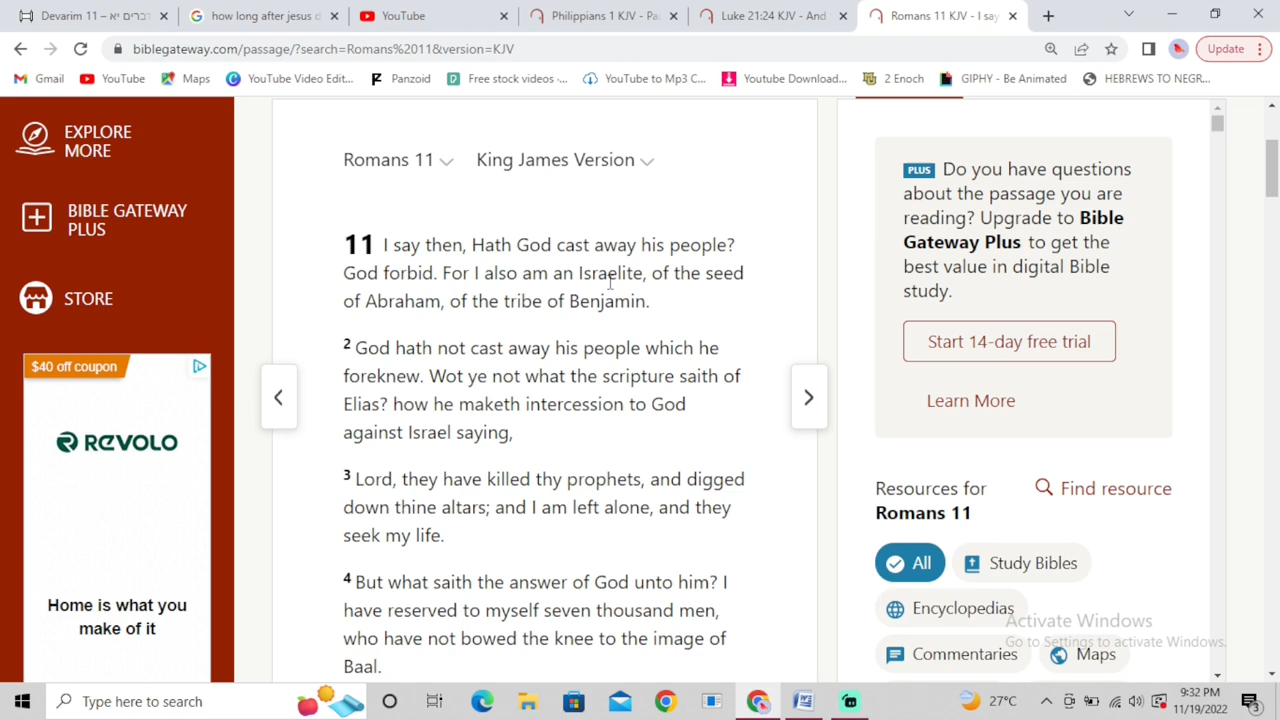 Devarim 11 – דברים יא
how long after jesus d
YouTube
Philippians 1 KJV - Pa
Luke 21:24 KJV - And
Romans 11 KJV - I say
biblegateway.com/passage/?search=Romans%2011&version=KJV
Update
Gmail
YouTube
Maps
YouTube Video Edit...
Panzoid
Free stock videos -...
YouTube to Mp3 C...
Youtube Download...
2 Enoch
GIPHY - Be Animated
HEBREWS TO NEGR...
EXPLORE
MORE
BIBLE GATEWAY
PLUS
STORE
$40 off coupon
REVOLO
Home is what you
make of it
Romans 11
King James Version
11 I say then, Hath God cast away his people?
God forbid. For I also am an Israelite, of the seed
of Abraham, of the tribe of Benjamin.
2 God hath not cast away his people which he
foreknew. Wot ye not what the scripture saith of
Elias? how he maketh intercession to God
against Israel saying,
3 Lord, they have killed thy prophets, and digged
down thine altars; and I am left alone, and they
seek my life.
4 But what saith the answer of God unto him? I
have reserved to myself seven thousand men,
who have not bowed the knee to the image of
Baal.
PLUS Do you have questions
about the passage you are
reading? Upgrade to Bible
Gateway Plus to get the
best value in digital Bible
study.
Start 14-day free trial
Learn More
Resources for
Romans 11
Find resource
All
Study Bibles
Encyclopedias
Commentaries
Maps
Activate Windows
Go to Settings to activate Windows.
Type here to search
27°C
9:32 PM
11/19/2022
3